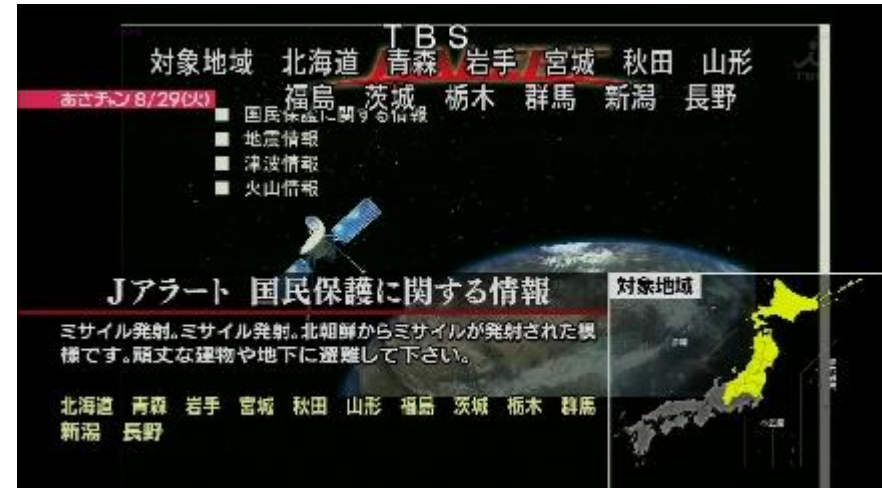 TBS
対象地域 北海道 青森 岩手 宮城 秋田 山形
福島 茨城 栃木 群馬 新潟 長野
あさチャン 8/29(火)
■ 国民保護に関する情報
■ 地震情報
■ 津波情報
■ 火山情報
Jアラート 国民保護に関する情報
対象地域
ミサイル発射。ミサイル発射。北朝鮮からミサイルが発射された模
様です。頑丈な建物や地下に避難して下さい。
北海道 青森 岩手 宮城 秋田 山形 福島 茨城 栃木 群馬
新潟 長野